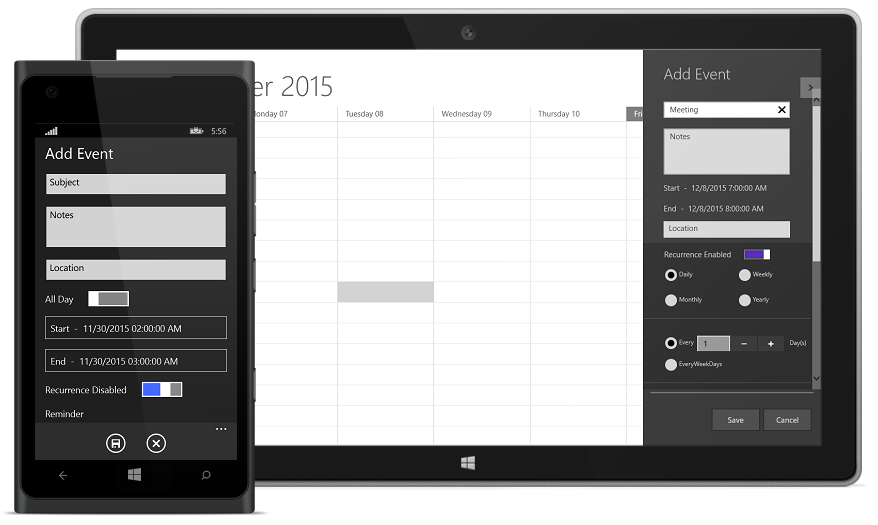 5:56
Add Event
Subject
Notes
Location
All Day
Start - 11/30/2015 02:00:00 AM
End - 11/30/2015 03:00:00 AM
Recurrence Disabled
Reminder
...
er 2015
Monday 07 Tuesday 08 Wednesday 09 Thursday 10 Fri
Add Event
>
Meeting
Notes
Start - 12/8/2015 7:00:00 AM
End - 12/8/2015 8:00:00 AM
Location
Recurrence Enabled
Daily Weekly
Monthly Yearly
Every 1 - + Day(s)
EveryWeekDays
Save Cancel